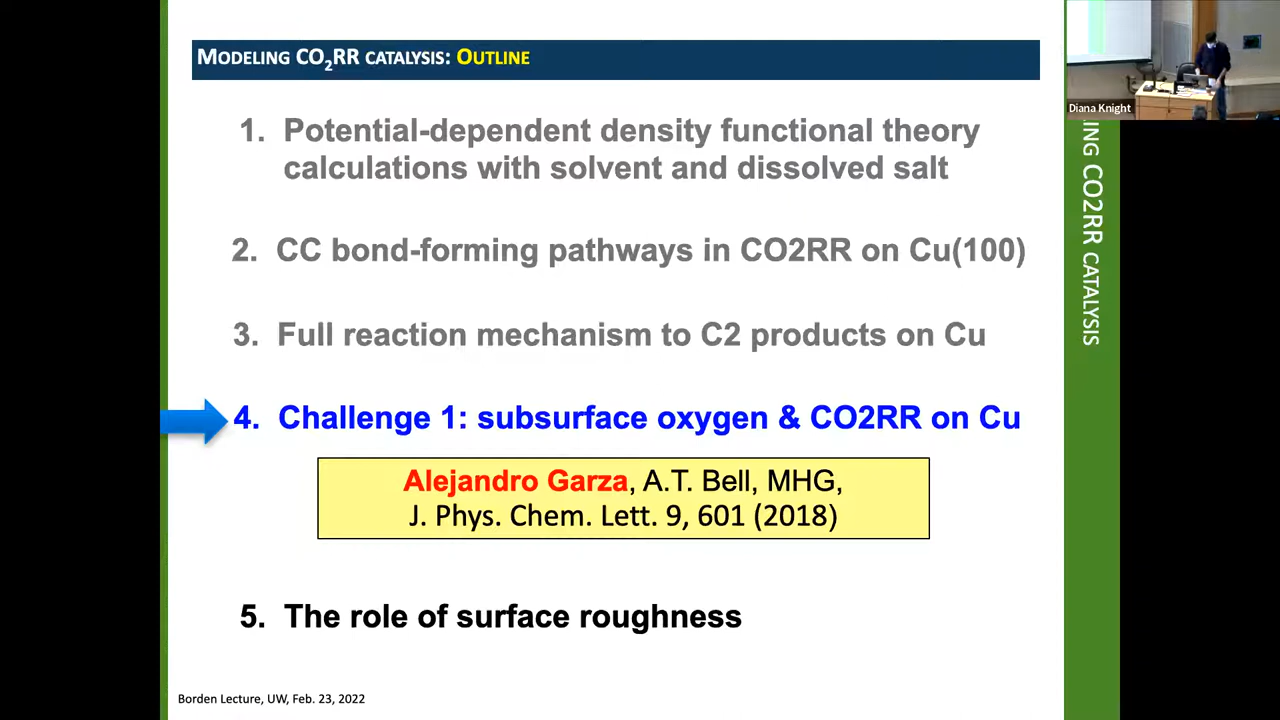 MODELING CO2RR CATALYSIS: OUTLINE
Diana Knight
1. Potential-dependent density functional theory
calculations with solvent and dissolved salt
2. CC bond-forming pathways in CO2RR on Cu(100)
3. Full reaction mechanism to C2 products on Cu
4. Challenge 1: subsurface oxygen & CO2RR on Cu
Alejandro Garza, A.T. Bell, MHG,
J. Phys. Chem. Lett. 9, 601 (2018)
5. The role of surface roughness
Borden Lecture, UW, Feb. 23, 2022
ING CO2RR CATALYSIS